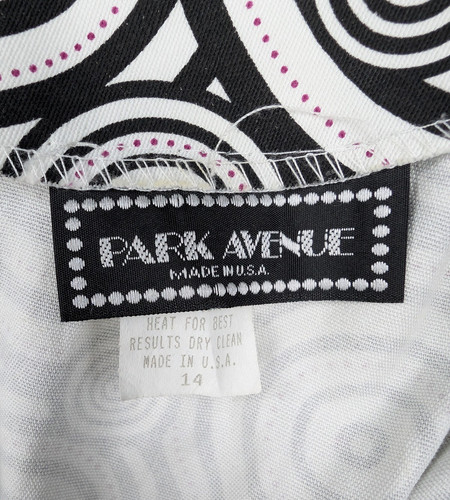 PARK AVENUE
MADE IN U.S.A.
HEAT FOR BEST
RESULTS DRY CLEAN
MADE IN U.S.A.
14